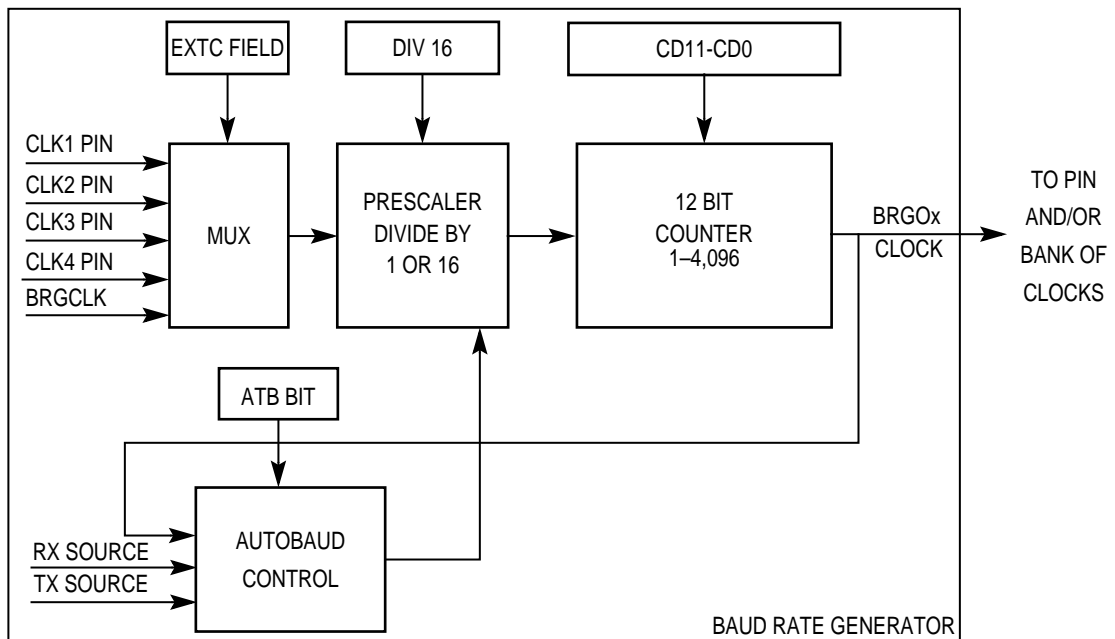 EXTC FIELD
DIV 16
CD11-CD0
CLK1 PIN
CLK2 PIN
CLK3 PIN
CLK4 PIN
BRGCLK
MUX
PRESCALER
DIVIDE BY
1 OR 16
12 BIT
COUNTER
1–4,096
BRGOx
CLOCK
TO PIN
AND/OR
BANK OF
CLOCKS
ATB BIT
RX SOURCE
TX SOURCE
AUTOBAUD
CONTROL
BAUD RATE GENERATOR